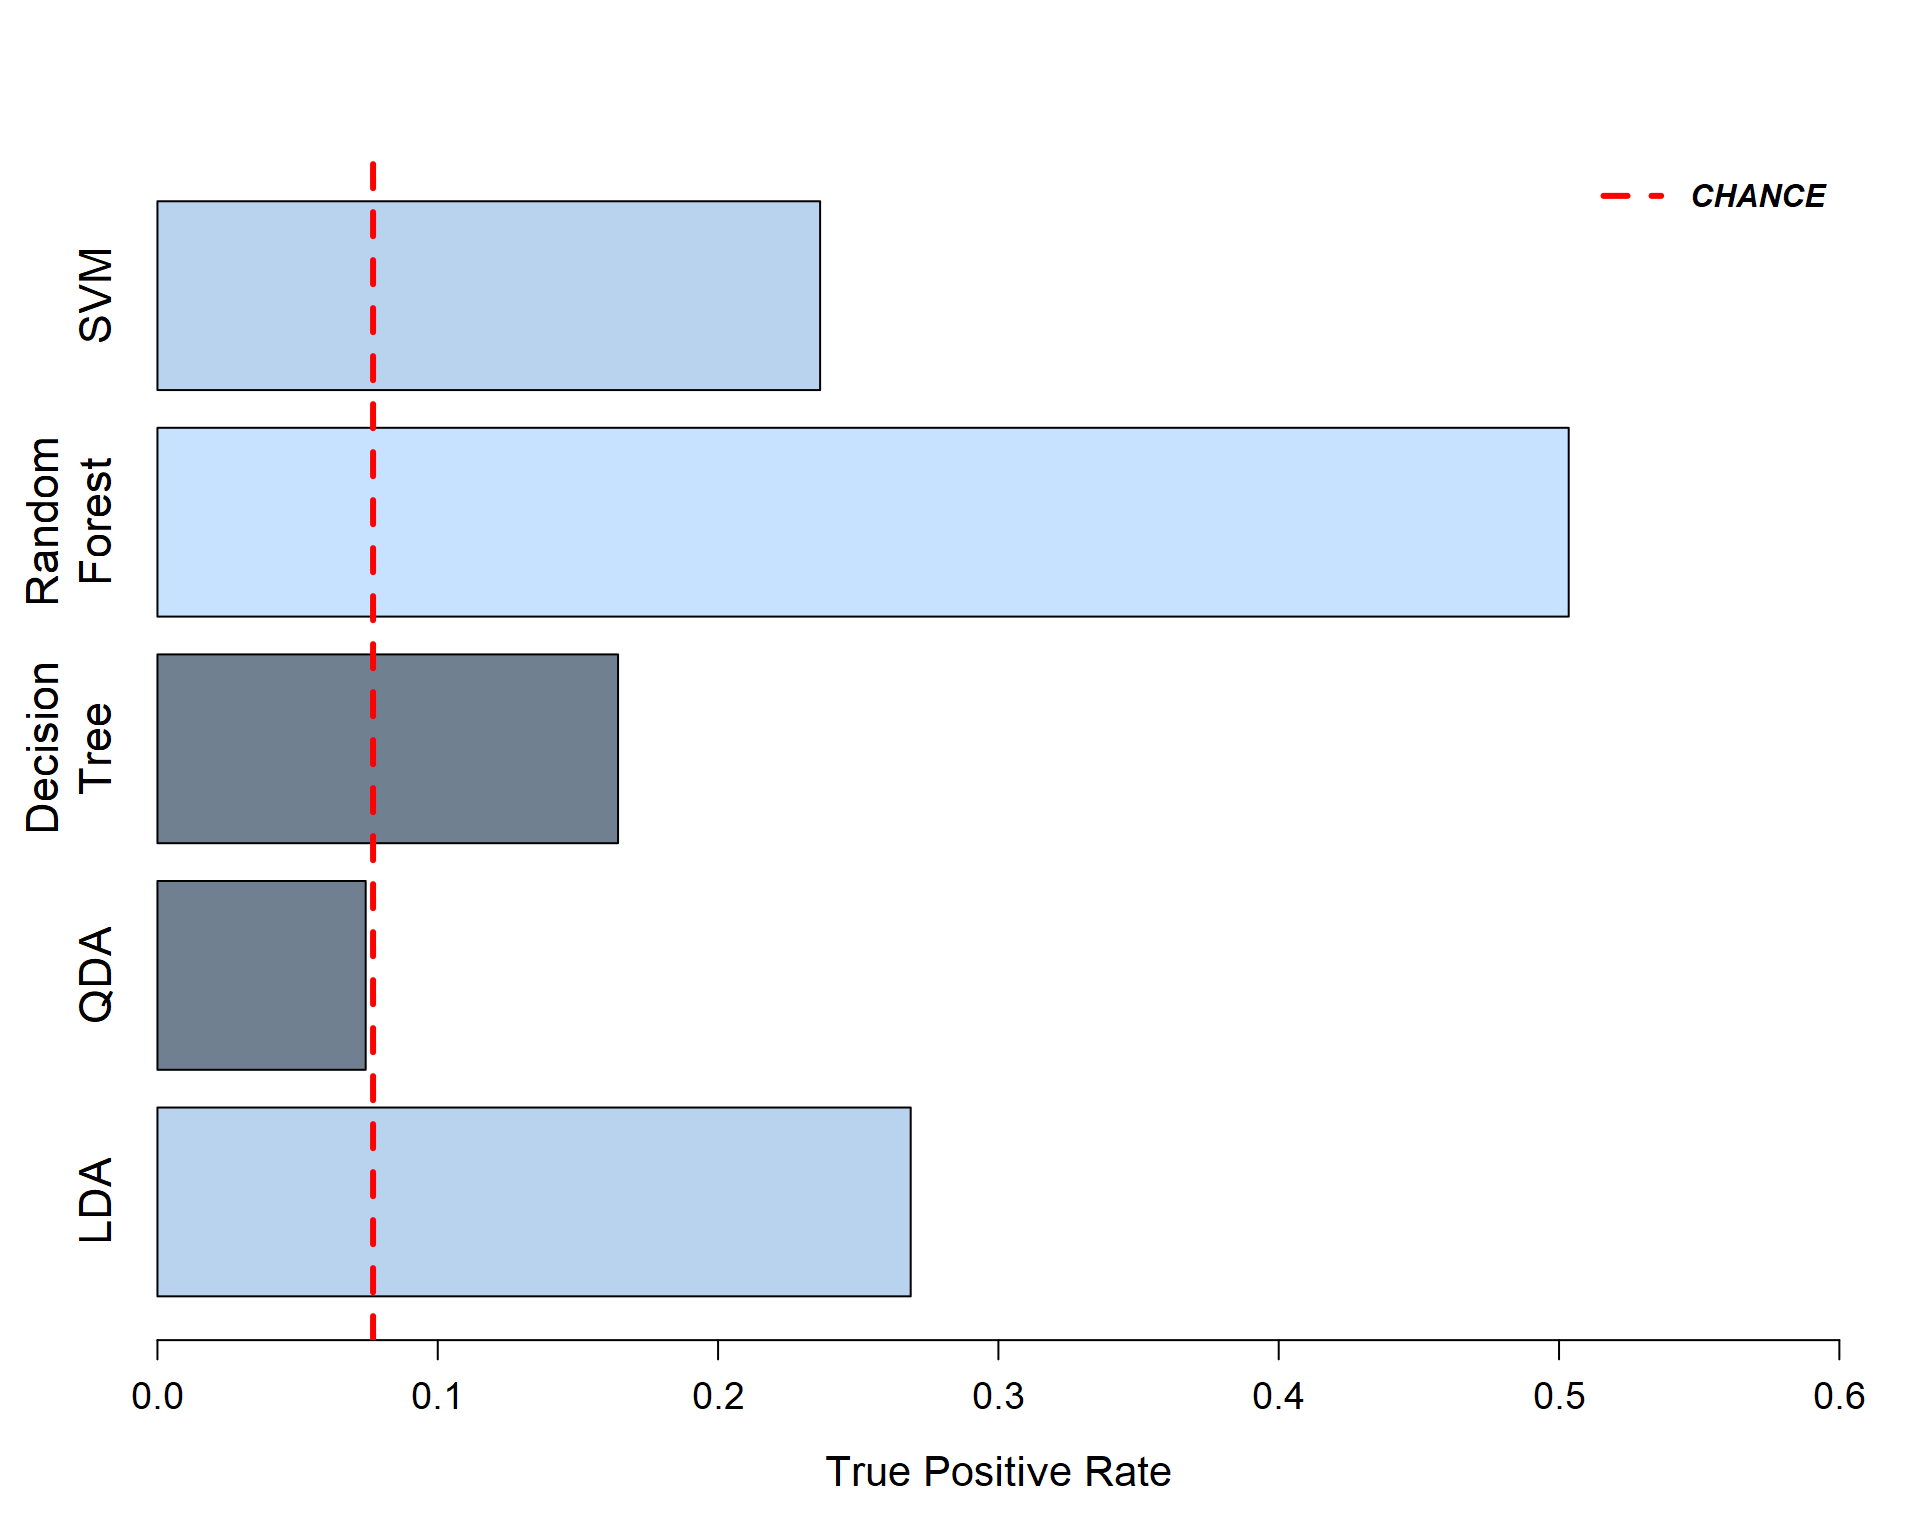 CHANCE
SVM
Random
Forest
Decision
Tree
QDA
LDA
0.0 0.1 0.2 0.3 0.4 0.5 0.6
True Positive Rate